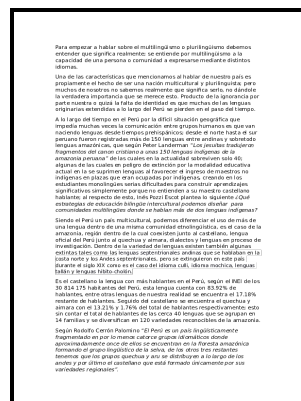 Para empezar a hablar sobre el multilingüismo o plurilingüismo debemos
entender que significa realmente; se entiende por multilingüismo a la
capacidad de una persona o comunidad a expresarse mediante distintos
idiomas.
Una de las características que mencionamos al hablar de nuestro país es
propiamente el hecho de ser una nación multicultural y plurilingüista; pero
muchos de nosotros no sabemos realmente que significa serlo, no dándole
la verdadera importancia que se merece esto. Producto de la ignorancia por
parte nuestra o quizá la falta de identidad es que muchas de las lenguas
originarias extendidas a lo largo del Perú se pierden en el paso del tiempo.
A lo largo del tiempo en el Perú por la difícil situación geográfica que
impedía muchas veces la comunicación entre grupos humanos es que van
naciendo lenguas desde tiempos prehispánicos; desde el norte hasta el sur
peruano fueron registradas más de 150 lenguas entre andinas y sobretodo
lenguas amazónicas, que según Peter Landerman "Los jesuitas tradujeron
fragmentos del canon cristiano a unas 150 lenguas indígenas de la
amazonia peruana" de las cuales en la actualidad sobreviven solo 40;
algunas de las cuales en peligro de extinción por la modalidad educativa
actual en la se suprimen lenguas al favorecer el ingreso de maestros no
indígenas en plazas que eran ocupadas por indígenas, creando en los
estudiantes monolingües serias dificultades para construir aprendizajes
significativos simplemente porque no entienden a su maestro castellano
hablante; al respecto de esto, Inés Pozzi Escot plantea lo siguiente ¿Qué
estrategias de educación bilingüe intercultural podemos diseñar para
comunidades multilingües donde se hablan más de dos lenguas indígenas?
Siendo el Perú un país multilingüe, podemos diferenciar el uso de más de
una lengua dentro de una misma comunidad etnolingüística, es el caso de la
amazonia, región dentro de la cual coexisten junto al castellano, lengua
oficial del Perú junto al quechua y aimara, dialectos y lenguas en proceso de
investigación. Dentro de la variedad de lenguas existen también algunas
extintas tales como las lenguas septentrionales andinas que se hablaban en la
costa norte y los Andes septentrionales, pero se extinguieron en este país
durante el siglo XIX como es el caso del idioma culli, idioma mochica, lenguas
tallán y lenguas híbito-cholón.
Es el castellano la lengua con más hablantes en el Perú, según el INEI de los
30 814 175 habitantes del Perú, esta lengua cuenta con 83.92% de
hablantes, entre otras lenguas de nuestra realidad se encuentra el 17.18%
restante de hablantes. Seguido del castellano se encuentra el quechua y
aimara con el 13.21% y 1.76% del total de hablantes respectivamente; esto
sin contar el total de hablantes de las cerca 40 lenguas que se agrupan en
14 familias y se diversifican en 120 variedades reconocibles de la amazonía.
Según Rodolfo Cerrón Palomino "El Perú es un país lingüísticamente
fragmentado en por lo menos catorce grupos idiomáticos donde
aproximadamente once de ellos se encuentran en la floresta amazónica
formando el grupo lingüístico de la selva, de los otros tres restantes
tenemos que los grupos quechua y aru se distribuyen a lo largo de los
andes y por último el castellano que está formado únicamente por sus
variedades regionales".